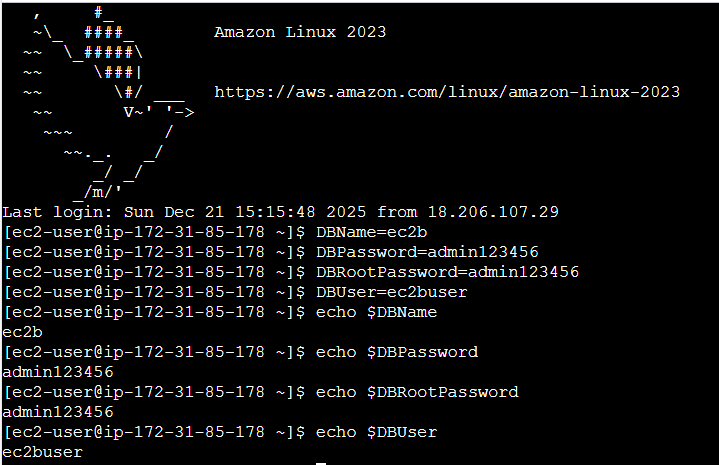 ,     #_
   ~\_  ####_        Amazon Linux 2023
  ~~  \_#####\
  ~~     \###|
  ~~       \#/ ___   https://aws.amazon.com/linux/amazon-linux-2023
   ~~       V~' '->
    ~~~         /
      ~~._.   _/
         _/ _/
       _/m/'
Last login: Sun Dec 21 15:15:48 2025 from 18.206.107.29
[ec2-user@ip-172-31-85-178 ~]$ DBName=ec2b
[ec2-user@ip-172-31-85-178 ~]$ DBPassword=admin123456
[ec2-user@ip-172-31-85-178 ~]$ DBRootPassword=admin123456
[ec2-user@ip-172-31-85-178 ~]$ DBUser=ec2buser
[ec2-user@ip-172-31-85-178 ~]$ echo $DBName
ec2b
[ec2-user@ip-172-31-85-178 ~]$ echo $DBPassword
admin123456
[ec2-user@ip-172-31-85-178 ~]$ echo $DBRootPassword
admin123456
[ec2-user@ip-172-31-85-178 ~]$ echo $DBUser
ec2buser